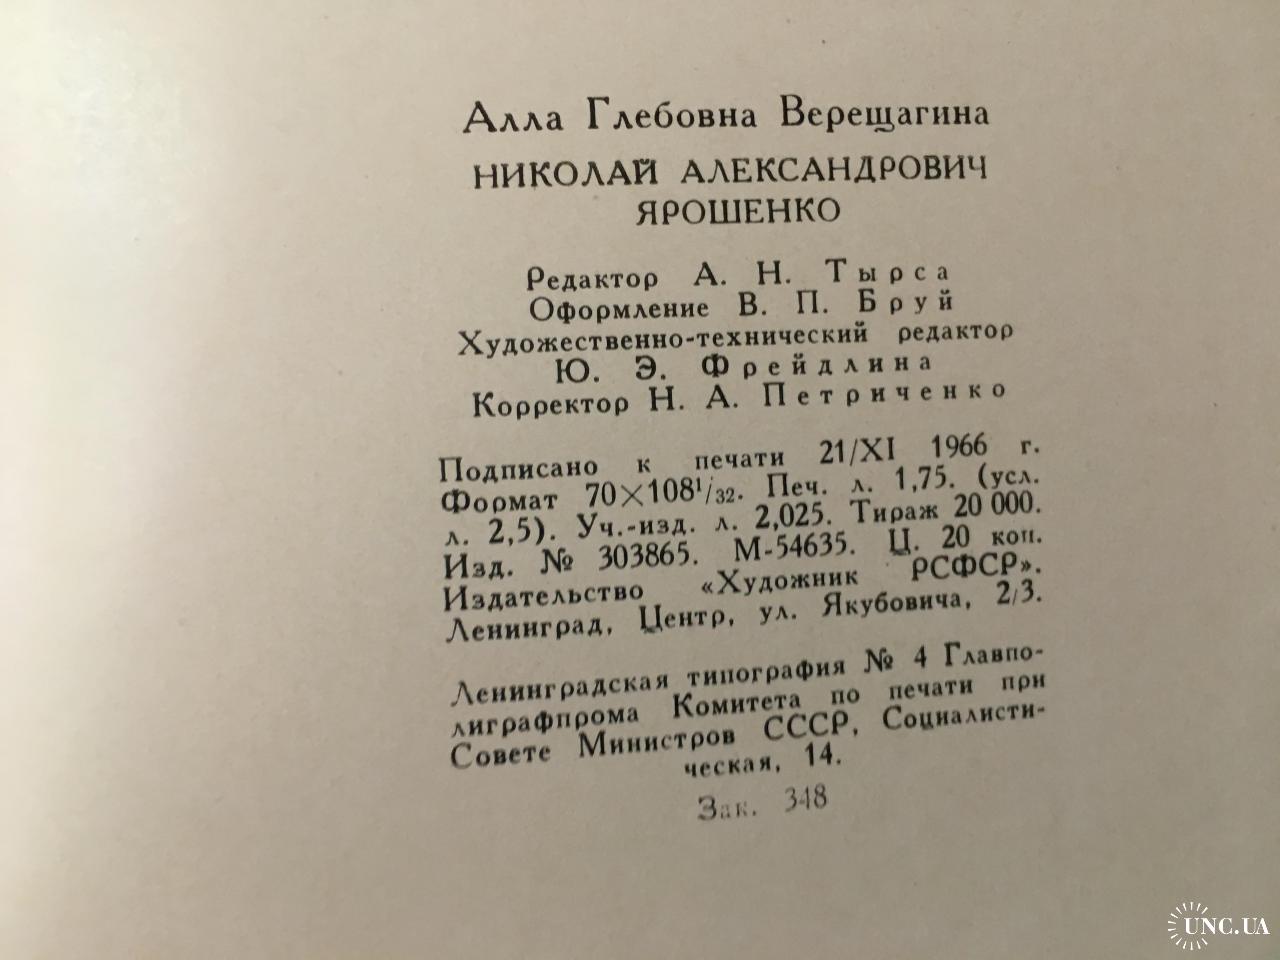 Алла Глебовна Верещагина
НИКОЛАЙ АЛЕКСАНДРОВИЧ
ЯРОШЕНКО
Редактор А. Н. Тырса
Оформление В. П. Бруй
Художественно-технический редактор
Ю. Э. Фрейдлина
Корректор Н. А. Петриченко
Подписано к печати 21/XI 1966 г.
Формат 70×108¹/₃₂. Печ. л. 1,75. (усл.
л. 2,5). Уч.-изд. л. 2,025. Тираж 20 000.
Изд. № 303865. М-54635. Ц. 20 коп.
Издательство «Художник РСФСР».
Ленинград, Центр, ул. Якубовича, 2/3.
Ленинградская типография № 4 Главпо-
лиграфпрома Комитета по печати при
Совете Министров СССР, Социалисти-
ческая, 14.
Зак. 348
UNC.UA